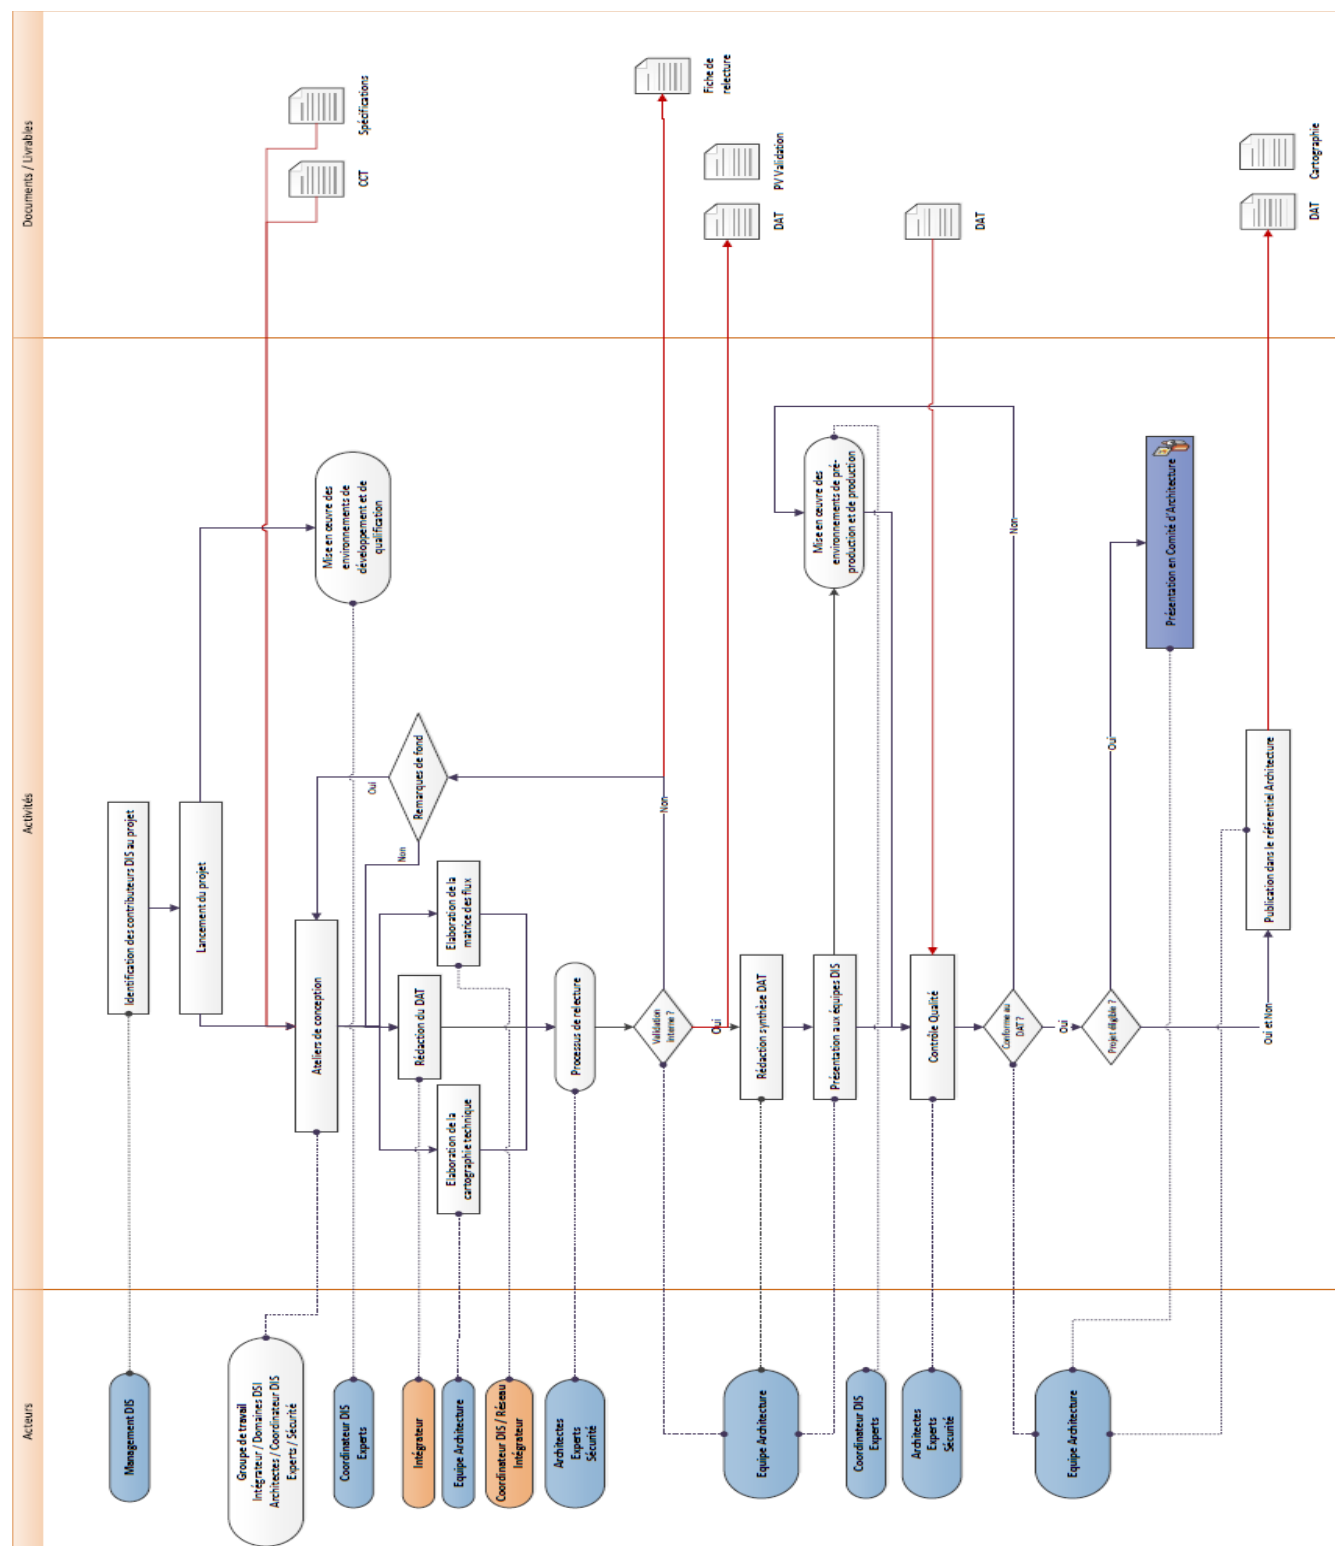 Acteurs
Activités
Documents / Livrables
Management DIS
Identification des contributeurs DIS au projet
Lancement du projet
Groupe de travail
Intégrateur / Domaines DSI
Architectes / Coordinateur DIS
Experts / Sécurité
Ateliers de conception
CCT
Spécifications
Coordinateur DIS
Experts
Mise en œuvre des
environnements de
développement et de
qualification
Intégrateur
Rédaction du DAT
Non
Oui
Remarques de fond
Equipe Architecture
Elaboration de la
cartographie technique
Elaboration de la
matrice des flux
Coordinateur DIS / Réseau
Intégrateur
Architectes
Experts
Sécurité
Processus de relecture
Validation
interne ?
Non
Fiche de
relecture
Oui
DAT
PV Validation
Equipe Architecture
Rédaction synthèse DAT
Présentation aux équipes DIS
Mise en œuvre des
environnements de pré-
production et de production
Coordinateur DIS
Experts
Architectes
Experts
Sécurité
Contrôle Qualité
DAT
Conforme au
DAT ?
Non
Oui
Equipe Architecture
Projet éligible ?
Oui
Présentation en Comité d'Architecture
Oui et Non
Publication dans le référentiel Architecture
DAT
Cartographie